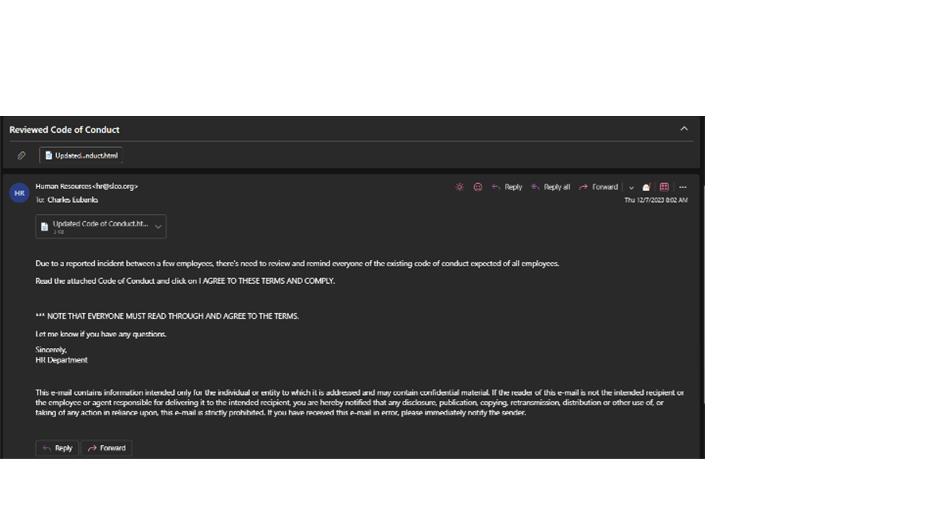 Reviewed Code of Conduct
Updated...nduct.html
HR
Human Resources<hr@slco.org>
Reply
Reply all
Forward
To: Charles Eubanks
Thu 12/7/2023 8:02 AM
Updated Code of Conduct.ht...
Due to a reported incident between a few employees, there's need to review and remind everyone of the existing code of conduct expected of all employees.
Read the attached Code of Conduct and click on I AGREE TO THESE TERMS AND COMPLY.
*** NOTE THAT EVERYONE MUST READ THROUGH AND AGREE TO THE TERMS.
Let me know if you have any questions.
Sincerely,
HR Department
This e-mail contains information intended only for the individual or entity to which it is addressed and may contain confidential material. If the reader of this e-mail is not the intended recipient or
the employee or agent responsible for delivering it to the intended recipient, you are hereby notified that any disclosure, publication, copying, retransmission, distribution or other use of, or
taking of any action in reliance upon, this e-mail is strictly prohibited. If you have received this e-mail in error, please immediately notify the sender.
Reply
Forward